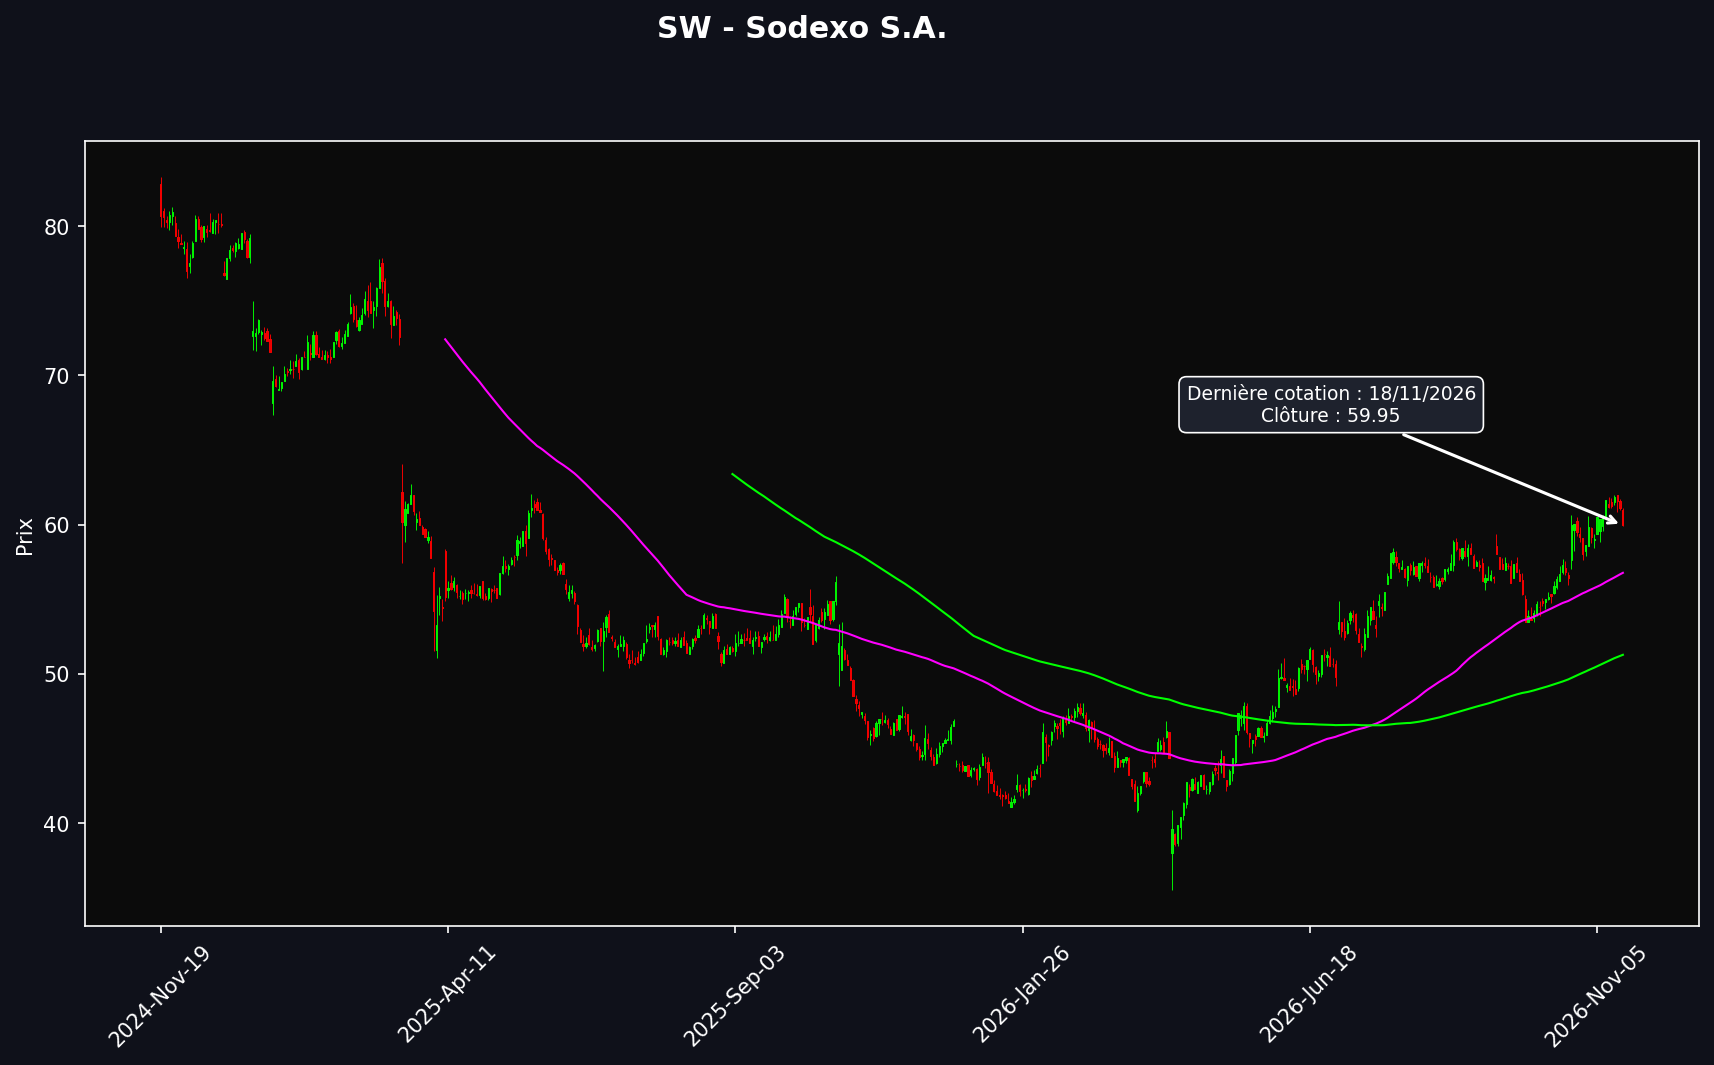 SW - Sodexo S.A.
Prix
80
70
60
50
40
Dernière cotation : 18/11/2026
Clôture : 59.95
2024-Nov-19
2025-Apr-11
2025-Sep-03
2026-Jan-26
2026-Jun-18
2026-Nov-05